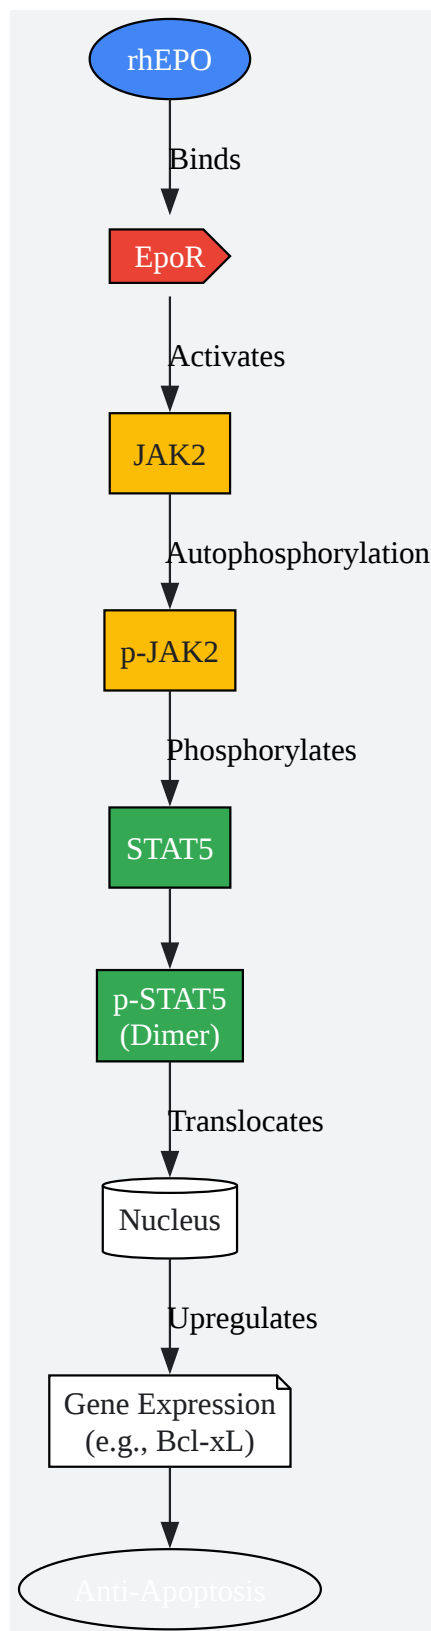 rhEPO
Binds
EpoR
Activates
JAK2
Autophosphorylation
p-JAK2
Phosphorylates
STAT5
p-STAT5
(Dimer)
Translocates
Nucleus
Upregulates
Gene Expression
(e.g., Bcl-xL)
Anti-Apoptosis